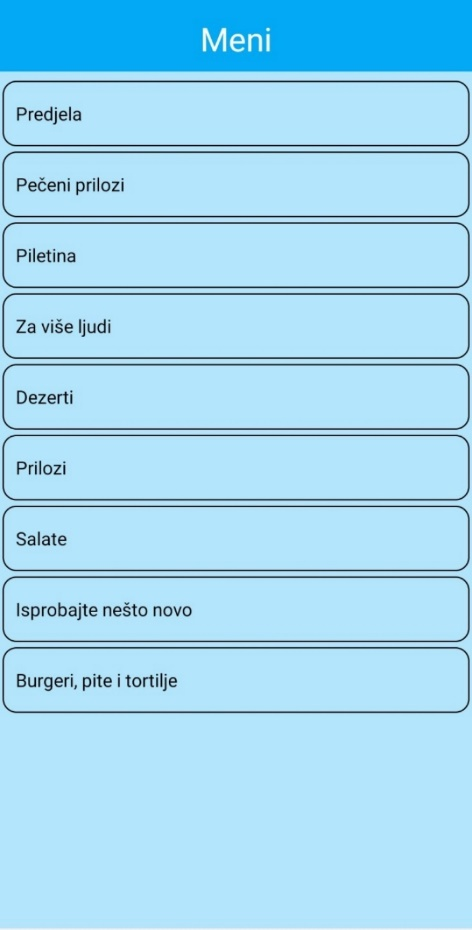 Meni
Predjela
Pečeni prilozi
Piletina
Za više ljudi
Dezerti
Prilozi
Salate
Isprobajte nešto novo
Burgeri, pite i tortilje